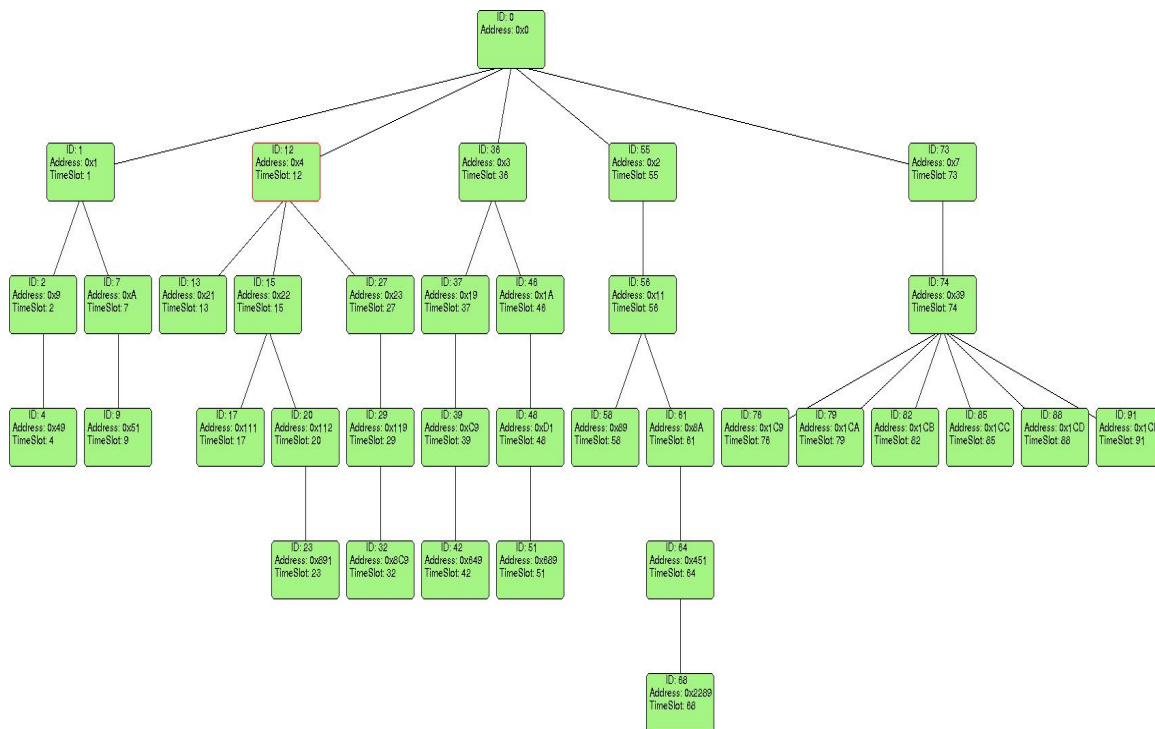 ID: 0
Address: 0x0
ID: 1
Address: 0x1
TimeSlot: 1
ID: 12
Address: 0x4
TimeSlot: 12
ID: 36
Address: 0x3
TimeSlot: 36
ID: 55
Address: 0x2
TimeSlot: 55
ID: 73
Address: 0x7
TimeSlot: 73
ID: 2
Address: 0x9
TimeSlot: 2
ID: 7
Address: 0xA
TimeSlot: 7
ID: 13
Address: 0x21
TimeSlot: 13
ID: 15
Address: 0x22
TimeSlot: 15
ID: 27
Address: 0x23
TimeSlot: 27
ID: 37
Address: 0x19
TimeSlot: 37
ID: 46
Address: 0x1A
TimeSlot: 46
ID: 56
Address: 0x11
TimeSlot: 56
ID: 74
Address: 0x39
TimeSlot: 74
ID: 4
Address: 0x49
TimeSlot: 4
ID: 9
Address: 0x51
TimeSlot: 9
ID: 17
Address: 0x111
TimeSlot: 17
ID: 20
Address: 0x112
TimeSlot: 20
ID: 29
Address: 0x119
TimeSlot: 29
ID: 39
Address: 0xC9
TimeSlot: 39
ID: 48
Address: 0xD1
TimeSlot: 48
ID: 58
Address: 0x89
TimeSlot: 58
ID: 61
Address: 0x8A
TimeSlot: 61
ID: 76
Address: 0x1C9
TimeSlot: 76
ID: 79
Address: 0x1CA
TimeSlot: 79
ID: 82
Address: 0x1CB
TimeSlot: 82
ID: 85
Address: 0x1CC
TimeSlot: 85
ID: 88
Address: 0x1CD
TimeSlot: 88
ID: 91
Address:
TimeSlot: 91
ID: 23
Address: 0x891
TimeSlot: 23
ID: 32
Address: 0x8C9
TimeSlot: 32
ID: 42
Address: 0x649
TimeSlot: 42
ID: 51
Address: 0x689
TimeSlot: 51
ID: 64
Address: 0x451
TimeSlot: 64
ID: 68
Address: 0x2289
TimeSlot: 68